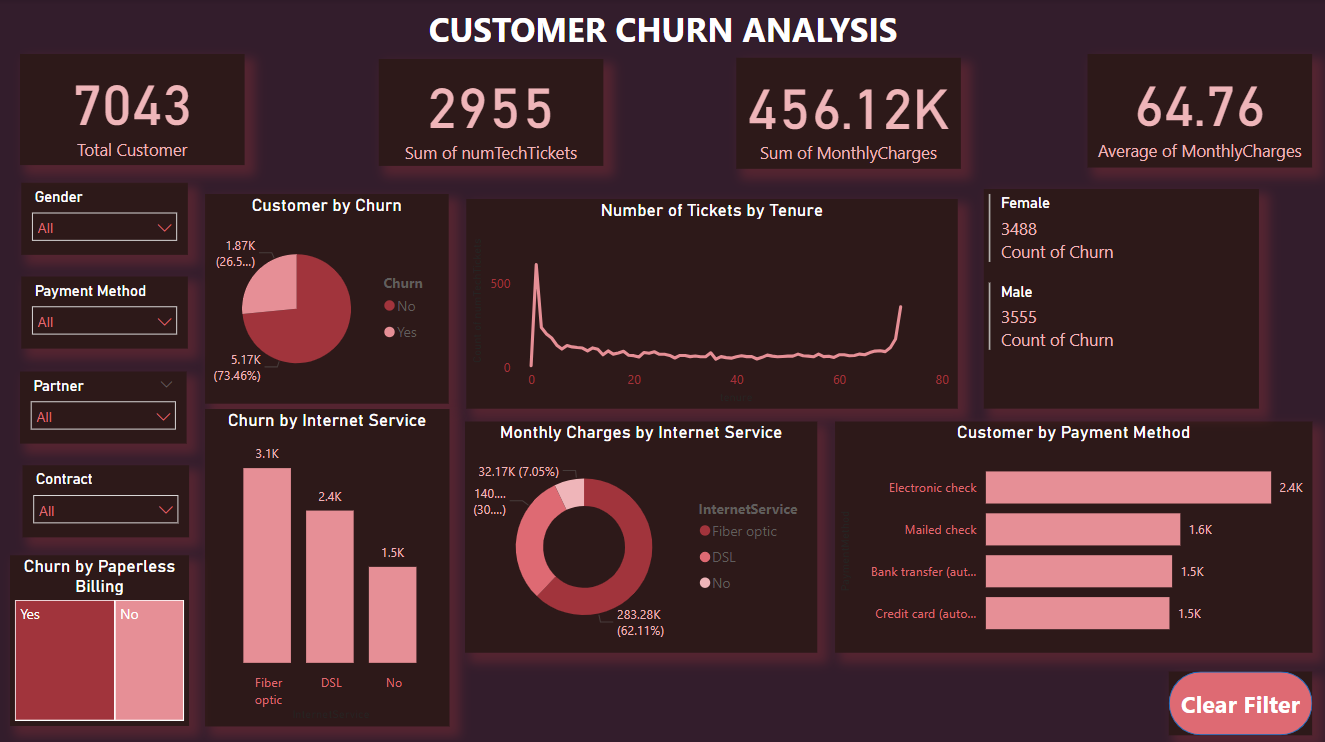 CUSTOMER CHURN ANALYSIS
7043
Total Customer
2955
Sum of numTechTickets
456.12K
Sum of MonthlyCharges
64.76
Average of MonthlyCharges
Gender
All
Payment Method
All
Partner
All
Contract
All
Churn by Paperless
Billing
Yes
No
Customer by Churn
1.87K
(26.5...)
5.17K
(73.46%)
Churn
No
Yes
Number of Tickets by Tenure
500
0
0
20
40
60
80
Female
3488
Count of Churn
Male
3555
Count of Churn
Churn by Internet Service
3.1K
2.4K
1.5K
Fiber
optic
DSL
No
Monthly Charges by Internet Service
32.17K (7.05%)
140....
(30....)
283.28K
(62.11%)
InternetService
Fiber optic
DSL
No
Customer by Payment Method
Electronic check
2.4K
Mailed check
1.6K
Bank transfer (aut...
1.5K
Credit card (auto...
1.5K
Clear Filter